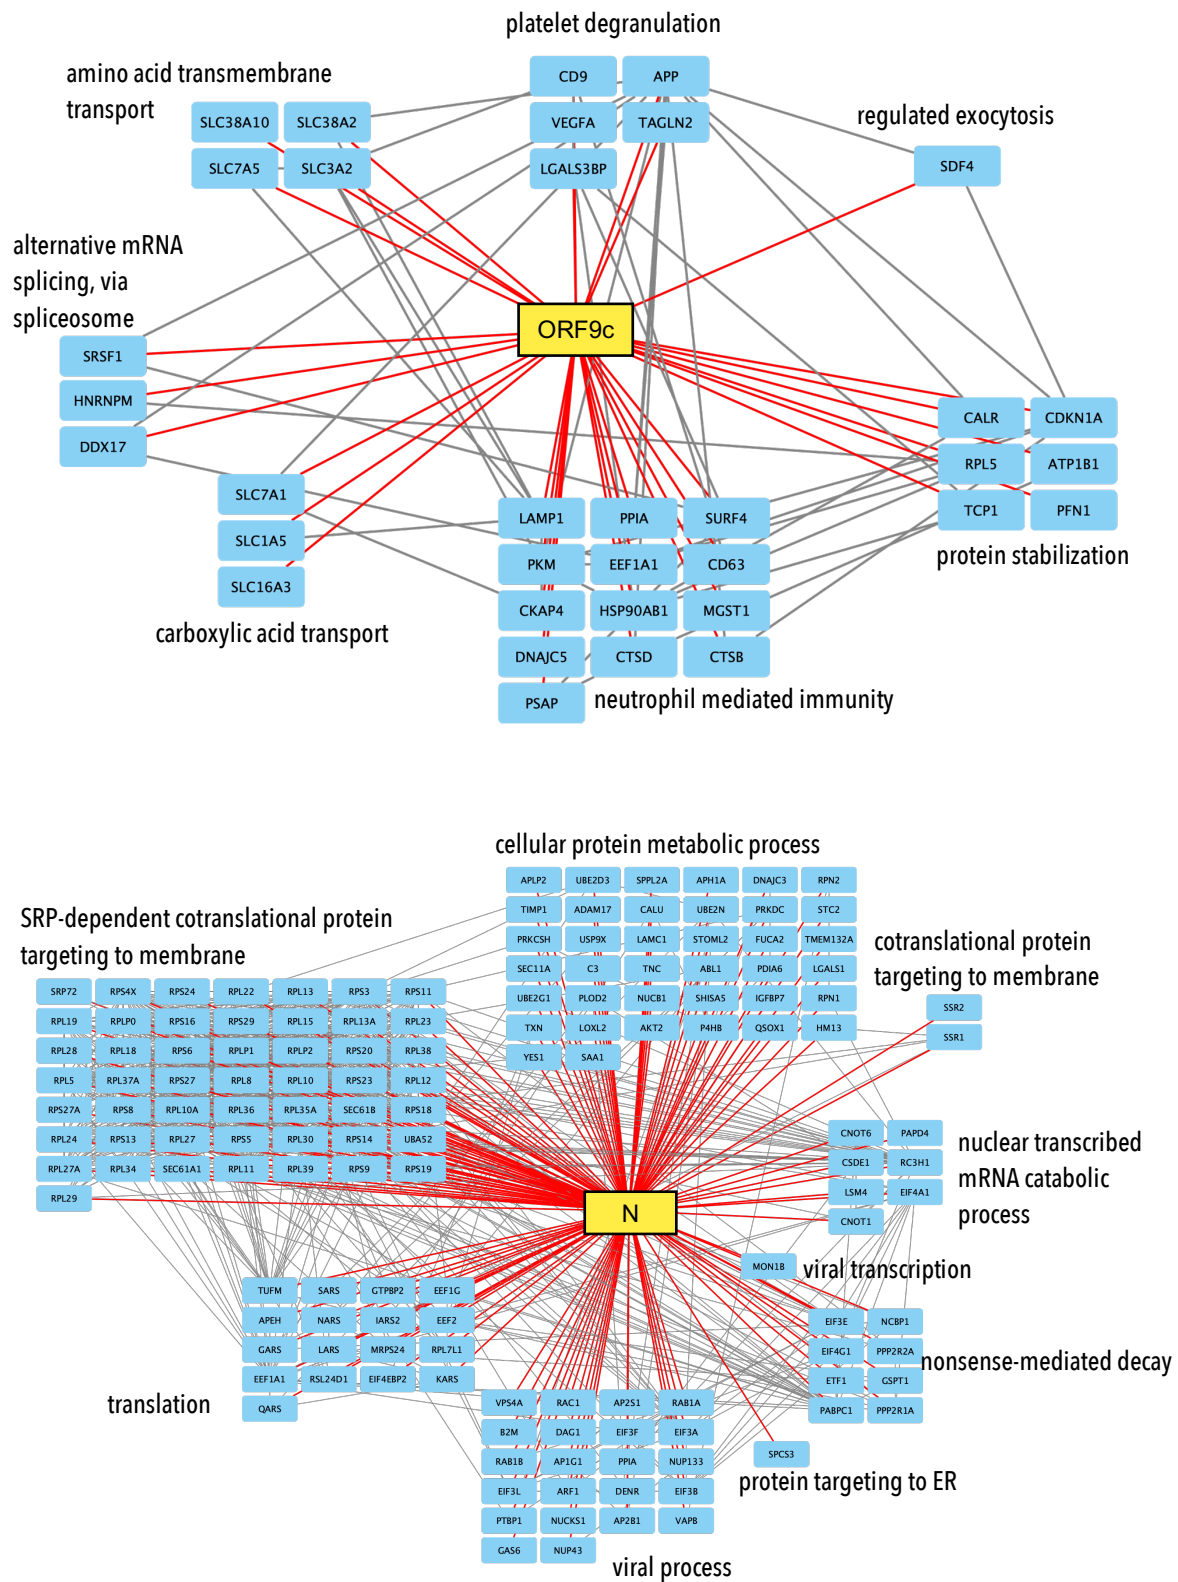 platelet degranulation
CD9 APP
VEGFA TAGLN2
LGALS3BP
amino acid transmembrane
transport
SLC38A10 SLC38A2
SLC7A5 SLC3A2
regulated exocytosis
SDF4
alternative mRNA
splicing, via
spliceosome
SRSF1
HNRNPM
DDX17
ORF9c
CALR CDKN1A
RPL5 ATP1B1
TCP1 PFN1
protein stabilization
SLC7A1
SLC1A5
SLC16A3
carboxylic acid transport
LAMP1 PPIA SURF4
PKM EEF1A1 CD63
CKAP4 HSP90AB1 MGST1
DNAJC5 CTSD CTSB
PSAP
neutrophil mediated immunity
cellular protein metabolic process
APLP2 UBE2D3 SPPL2A APH1A DNAJC3 RPN2
TIMP1 ADAM17 CALU UBE2N PRKDC STC2
PRKCSH USP9X LAMC1 STOML2 FUCA2 TMEM132A
SEC11A C3 TNC ABL1 PDIA6 LGALS1
UBE2G1 PLOD2 NUCB1 SHISA5 IGFBP7 RPN1
TXN LOXL2 AKT2 P4HB QSOX1 HM13
YES1 SAA1
SRP-dependent cotranslational protein
targeting to membrane
SRP72 RPS4X RPS24 RPL22 RPL13 RPS3 RPS11
RPL19 RPLP0 RPS16 RPS29 RPL15 RPL13A RPL23
RPL28 RPL18 RPS6 RPLP1 RPLP2 RPS20 RPL38
RPL5 RPL37A RPS27 RPL8 RPL10 RPS23 RPL12
RPS27A RPS8 RPL10A RPL36 RPL35A SEC61B RPS18
RPL24 RPS13 RPL27 RPS5 RPL30 RPS14 UBA52
RPL27A RPL34 SEC61A1 RPL11 RPL39 RPS9 RPS19
RPL29
cotranslational protein
targeting to membrane
SSR2
SSR1
CNOT6 PAPD4
CSDE1 RC3H1
LSM4 EIF4A1
CNOT1
nuclear transcribed
mRNA catabolic
process
N
MON1B
viral transcription
TUFM SARS GTPBP2 EEF1G
APEH NARS IARS2 EEF2
GARS LARS MRPS24 RPL7L1
EEF1A1 RSL24D1 EIF4EBP2 KARS
QARS
translation
EIF3E NCBP1
EIF4G1 PPP2R2A
ETF1 GSPT1
PABPC1 PPP2R1A
nonsense-mediated decay
VPS4A RAC1 AP2S1 RAB1A
B2M DAG1 EIF3F EIF3A
RAB1B AP1G1 PPIA NUP133
EIF3L ARF1 DENR EIF3B
PTBP1 NUCKS1 AP2B1 VAPB
GAS6 NUP43
viral process
SPCS3
protein targeting to ER